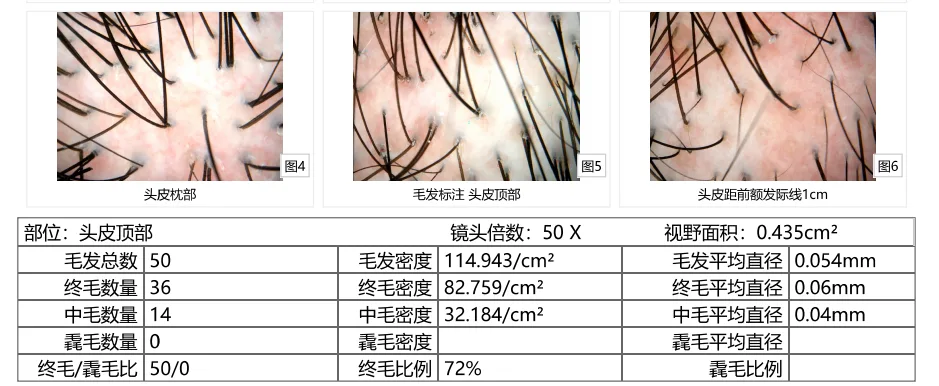 图4
图5
图6
头皮枕部
毛发标注 头皮顶部
头皮距前额发际线1cm
部位：头皮顶部 镜头倍数：50 X 视野面积：0.435cm²
毛发总数 50 毛发密度 114.943/cm² 毛发平均直径 0.054mm
终毛数量 36 终毛密度 82.759/cm² 终毛平均直径 0.06mm
中毛数量 14 中毛密度 32.184/cm² 中毛平均直径 0.04mm
毳毛数量 0 毳毛密度 毳毛平均直径
终毛/毳毛比 50/0 终毛比例 72% 毳毛比例